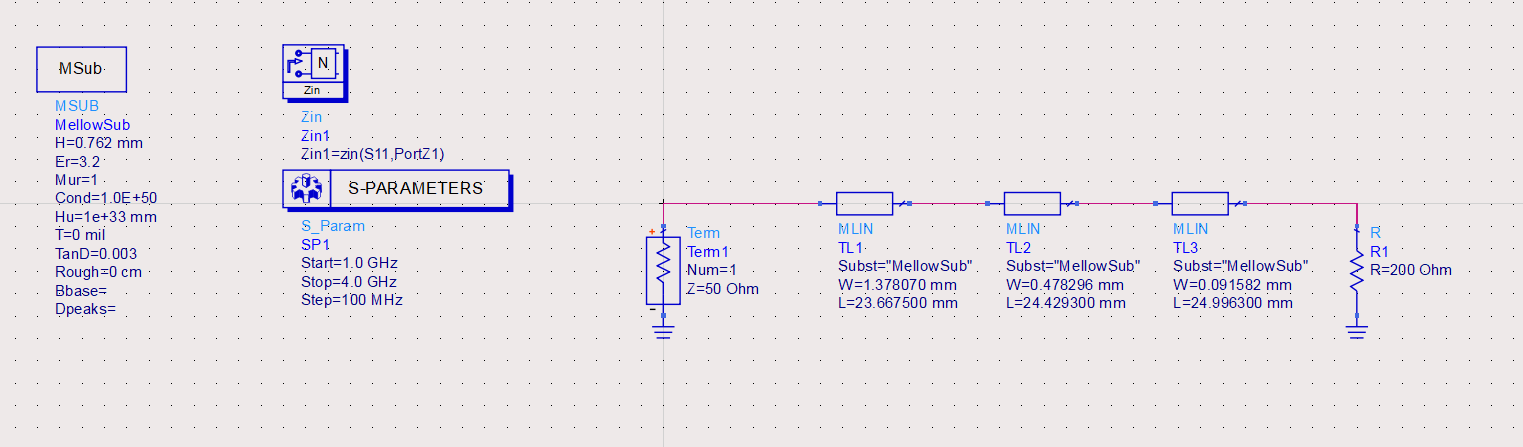 MSub
MSUB
MellowSub
H=0.762 mm
Er=3.2
Mur=1
Cond=1.0E+50
Hu=1e+33 mm
T=0 mil
TanD=0.003
Rough=0 cm
Bbase=
Dpeaks=
N
Zin
Zin
Zin1
Zin1=zin(S11,PortZ1)
S-PARAMETERS
S_Param
SP1
Start=1.0 GHz
Stop=4.0 GHz
Step=100 MHz
+
Term
Term1
Num=1
Z=50 Ohm
-
MLIN
TL1
Subst="MellowSub"
W=1.378070 mm
L=23.667500 mm
MLIN
TL2
Subst="MellowSub"
W=0.478296 mm
L=24.429300 mm
MLIN
TL3
Subst="MellowSub"
W=0.091582 mm
L=24.996300 mm
R
R1
R=200 Ohm